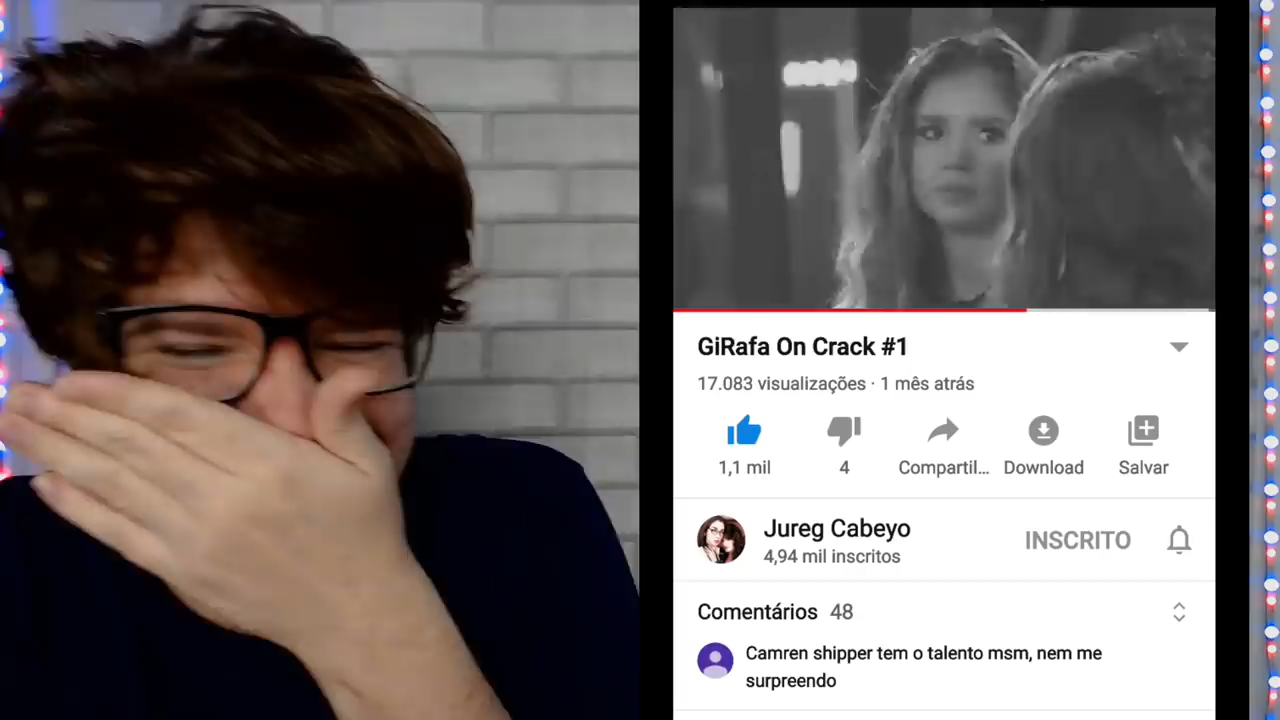 GiRafa On Crack #1
17.083 visualizações · 1 mês atrás
1,1 mil
4
Compartil...
Download
Salvar
Jureg Cabeyo
4,94 mil inscritos
INSCRITO
Comentários 48
Camren shipper tem o talento msm, nem me
surpreendo